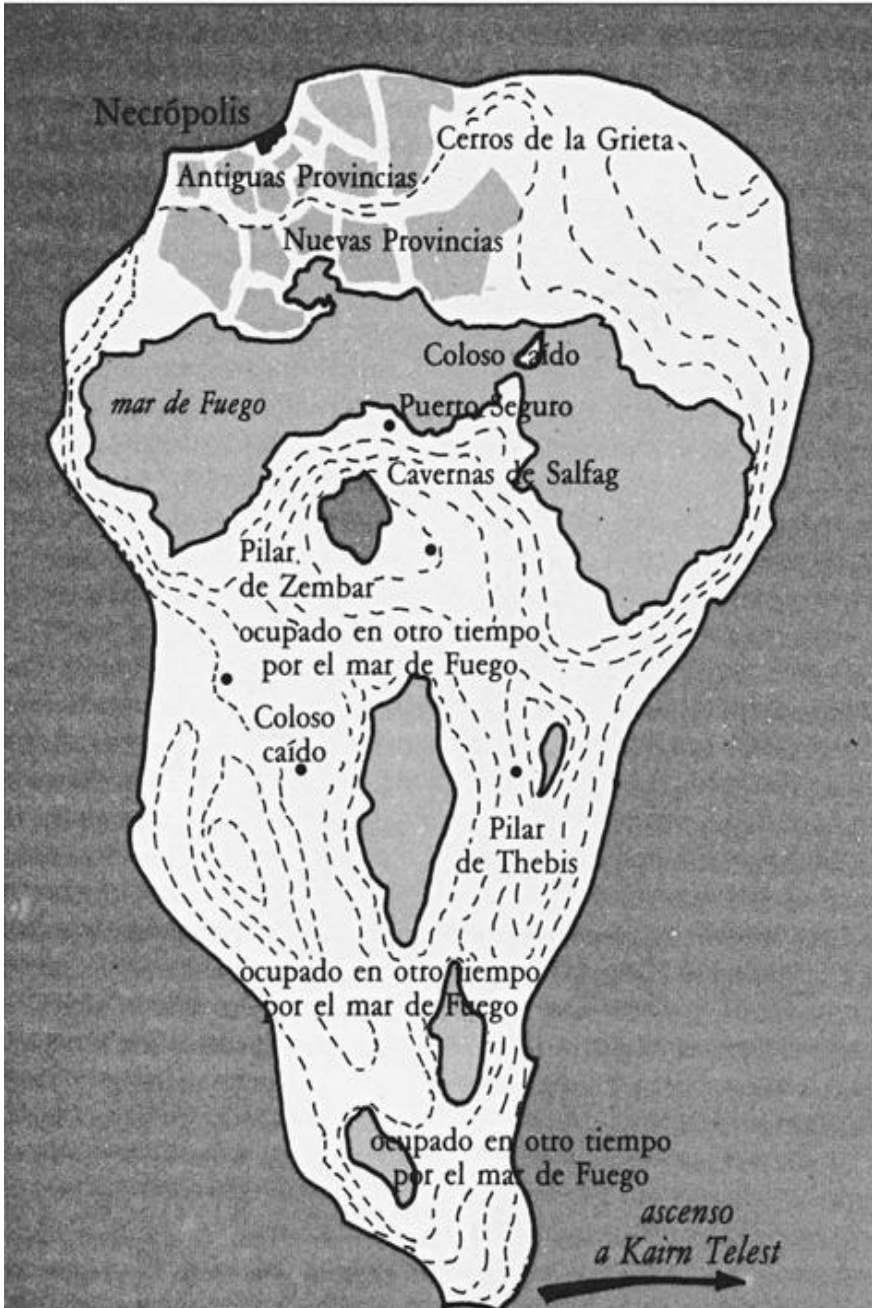 Necrópolis
Cerros de la Grieta
Antiguas Provincias
Nuevas Provincias
Coloso caído
mar de Fuego
Puerto Seguro
Cavernas de Salfag
Pilar
de Zembar
ocupado en otro tiempo
por el mar de Fuego
Coloso
caído
Pilar
de Thebis
ocupado en otro tiempo
por el mar de Fuego
ocupado en otro tiempo
por el mar de Fuego
ascenso
a Kairn Telest